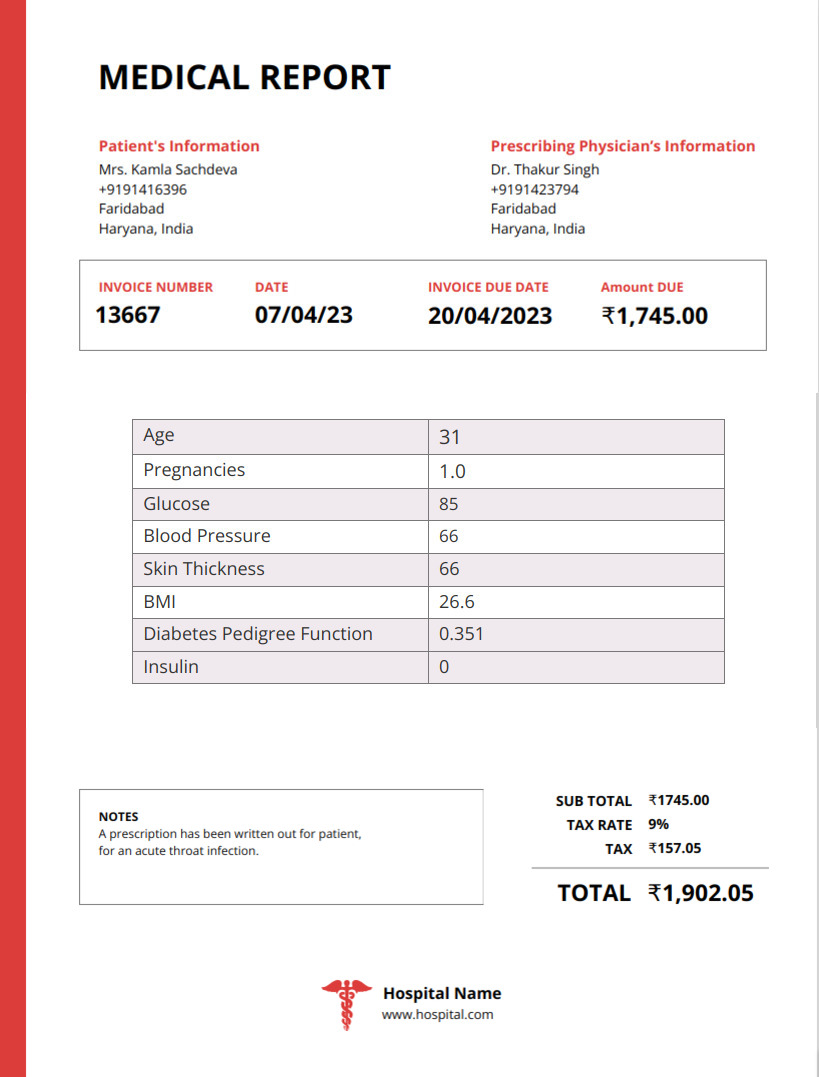 MEDICAL REPORT
Patient's Information
Mrs. Kamla Sachdeva
+9191416396
Faridabad
Haryana, India
Prescribing Physician’s Information
Dr. Thakur Singh
+9191423794
Faridabad
Haryana, India
INVOICE NUMBER DATE INVOICE DUE DATE Amount DUE
13667 07/04/23 20/04/2023 ₹1,745.00
Age 31
Pregnancies 1.0
Glucose 85
Blood Pressure 66
Skin Thickness 66
BMI 26.6
Diabetes Pedigree Function 0.351
Insulin 0
NOTES
A prescription has been written out for patient,
for an acute throat infection.
SUB TOTAL ₹1745.00
TAX RATE 9%
TAX ₹157.05
TOTAL ₹1,902.05
Hospital Name
www.hospital.com